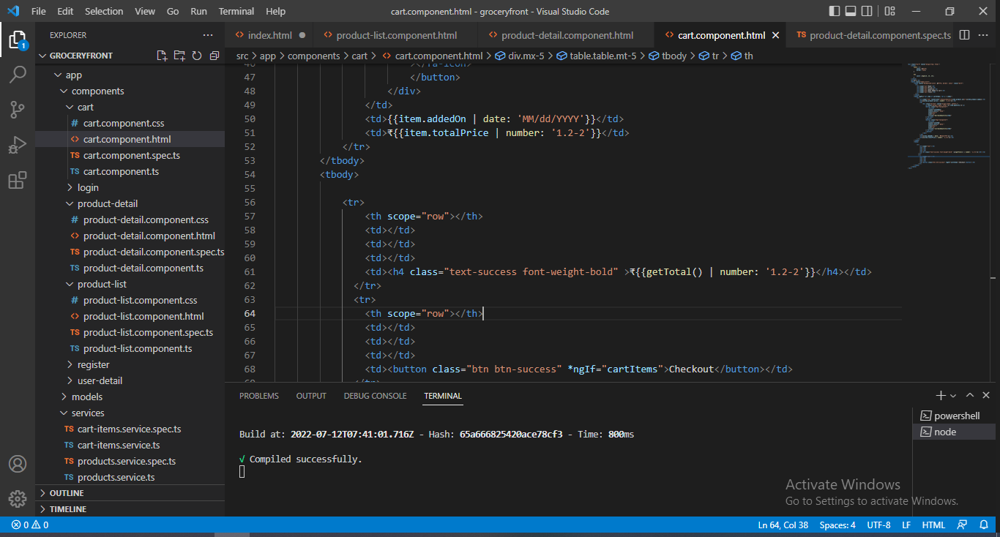 File Edit Selection View Go Run Terminal Help cart.component.html - groceryfront - Visual Studio Code
EXPLORER
index.html product-list.component.html product-detail.component.html cart.component.html product-detail.component.spec.ts
GROCERYFRONT
src > app > components > cart > cart.component.html > div.mx-5 > table.table.mt-5 > tbody > tr > th
1
app
components
cart
cart.component.css
cart.component.html
TS cart.component.spec.ts
TS cart.component.ts
login
product-detail
# product-detail.component.css
product-detail.component.html
TS product-detail.component.spec.ts
TS product-detail.component.ts
product-list
# product-list.component.css
product-list.component.html
TS product-list.component.spec.ts
TS product-list.component.ts
register
user-detail
models
services
TS cart-items.service.spec.ts
TS cart-items.service.ts
TS products.service.spec.ts
TS products.service.ts
OUTLINE
TIMELINE
46 ></fa-icon>
47 </button>
48 </div>
49 </td>
50 <td>{{item.addedOn | date: 'MM/dd/YYYY'}}</td>
51 <td>₹{{item.totalPrice | number: '1.2-2'}}</td>
52 </tr>
53 </tbody>
54 <tbody>
55
56 <tr>
57 <th scope="row"></th>
58 <td></td>
59 <td></td>
60 <td></td>
61 <td><h4 class="text-success font-weight-bold" >₹{{getTotal() | number: '1.2-2'}}</h4></td>
62 </tr>
63 <tr>
64 <th scope="row"></th>
65 <td></td>
66 <td></td>
67 <td></td>
68 <td><button class="btn btn-success" *ngIf="cartItems">Checkout</button></td>
69 </tr>
PROBLEMS OUTPUT DEBUG CONSOLE TERMINAL
Build at: 2022-07-12T07:41:01.716Z - Hash: 65a666825420ace78cf3 - Time: 800ms
√ Compiled successfully.
powershell
node
Activate Windows
Go to Settings to activate Windows.
0 0 Ln 64, Col 38 Spaces: 4 UTF-8 LF HTML